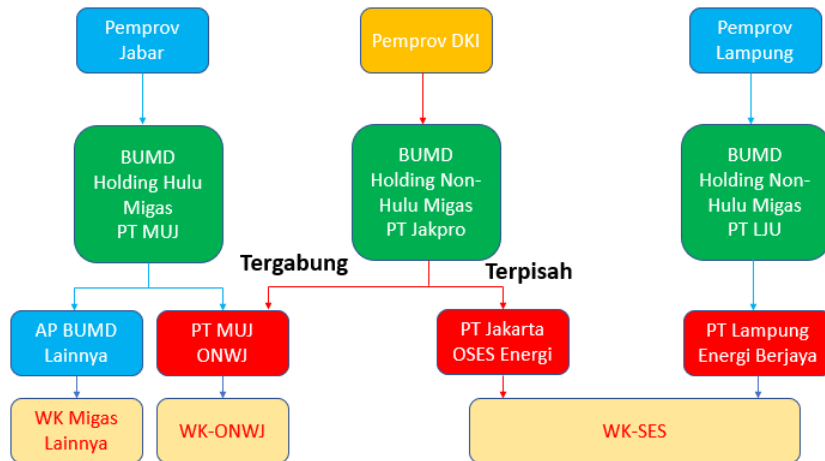 Pemprov
Jabar
Pemprov DKI
Pemprov
Lampung
BUMD
Holding Hulu
Migas
PT MUJ
BUMD
Holding Non-
Hulu Migas
PT Jakpro
BUMD
Holding Non-
Hulu Migas
PT LJU
Tergabung
Terpisah
AP BUMD
Lainnya
PT MUJ
ONWJ
PT Jakarta
OSES Energi
PT Lampung
Energi Berjaya
WK Migas
Lainnya
WK-ONWJ
WK-SES